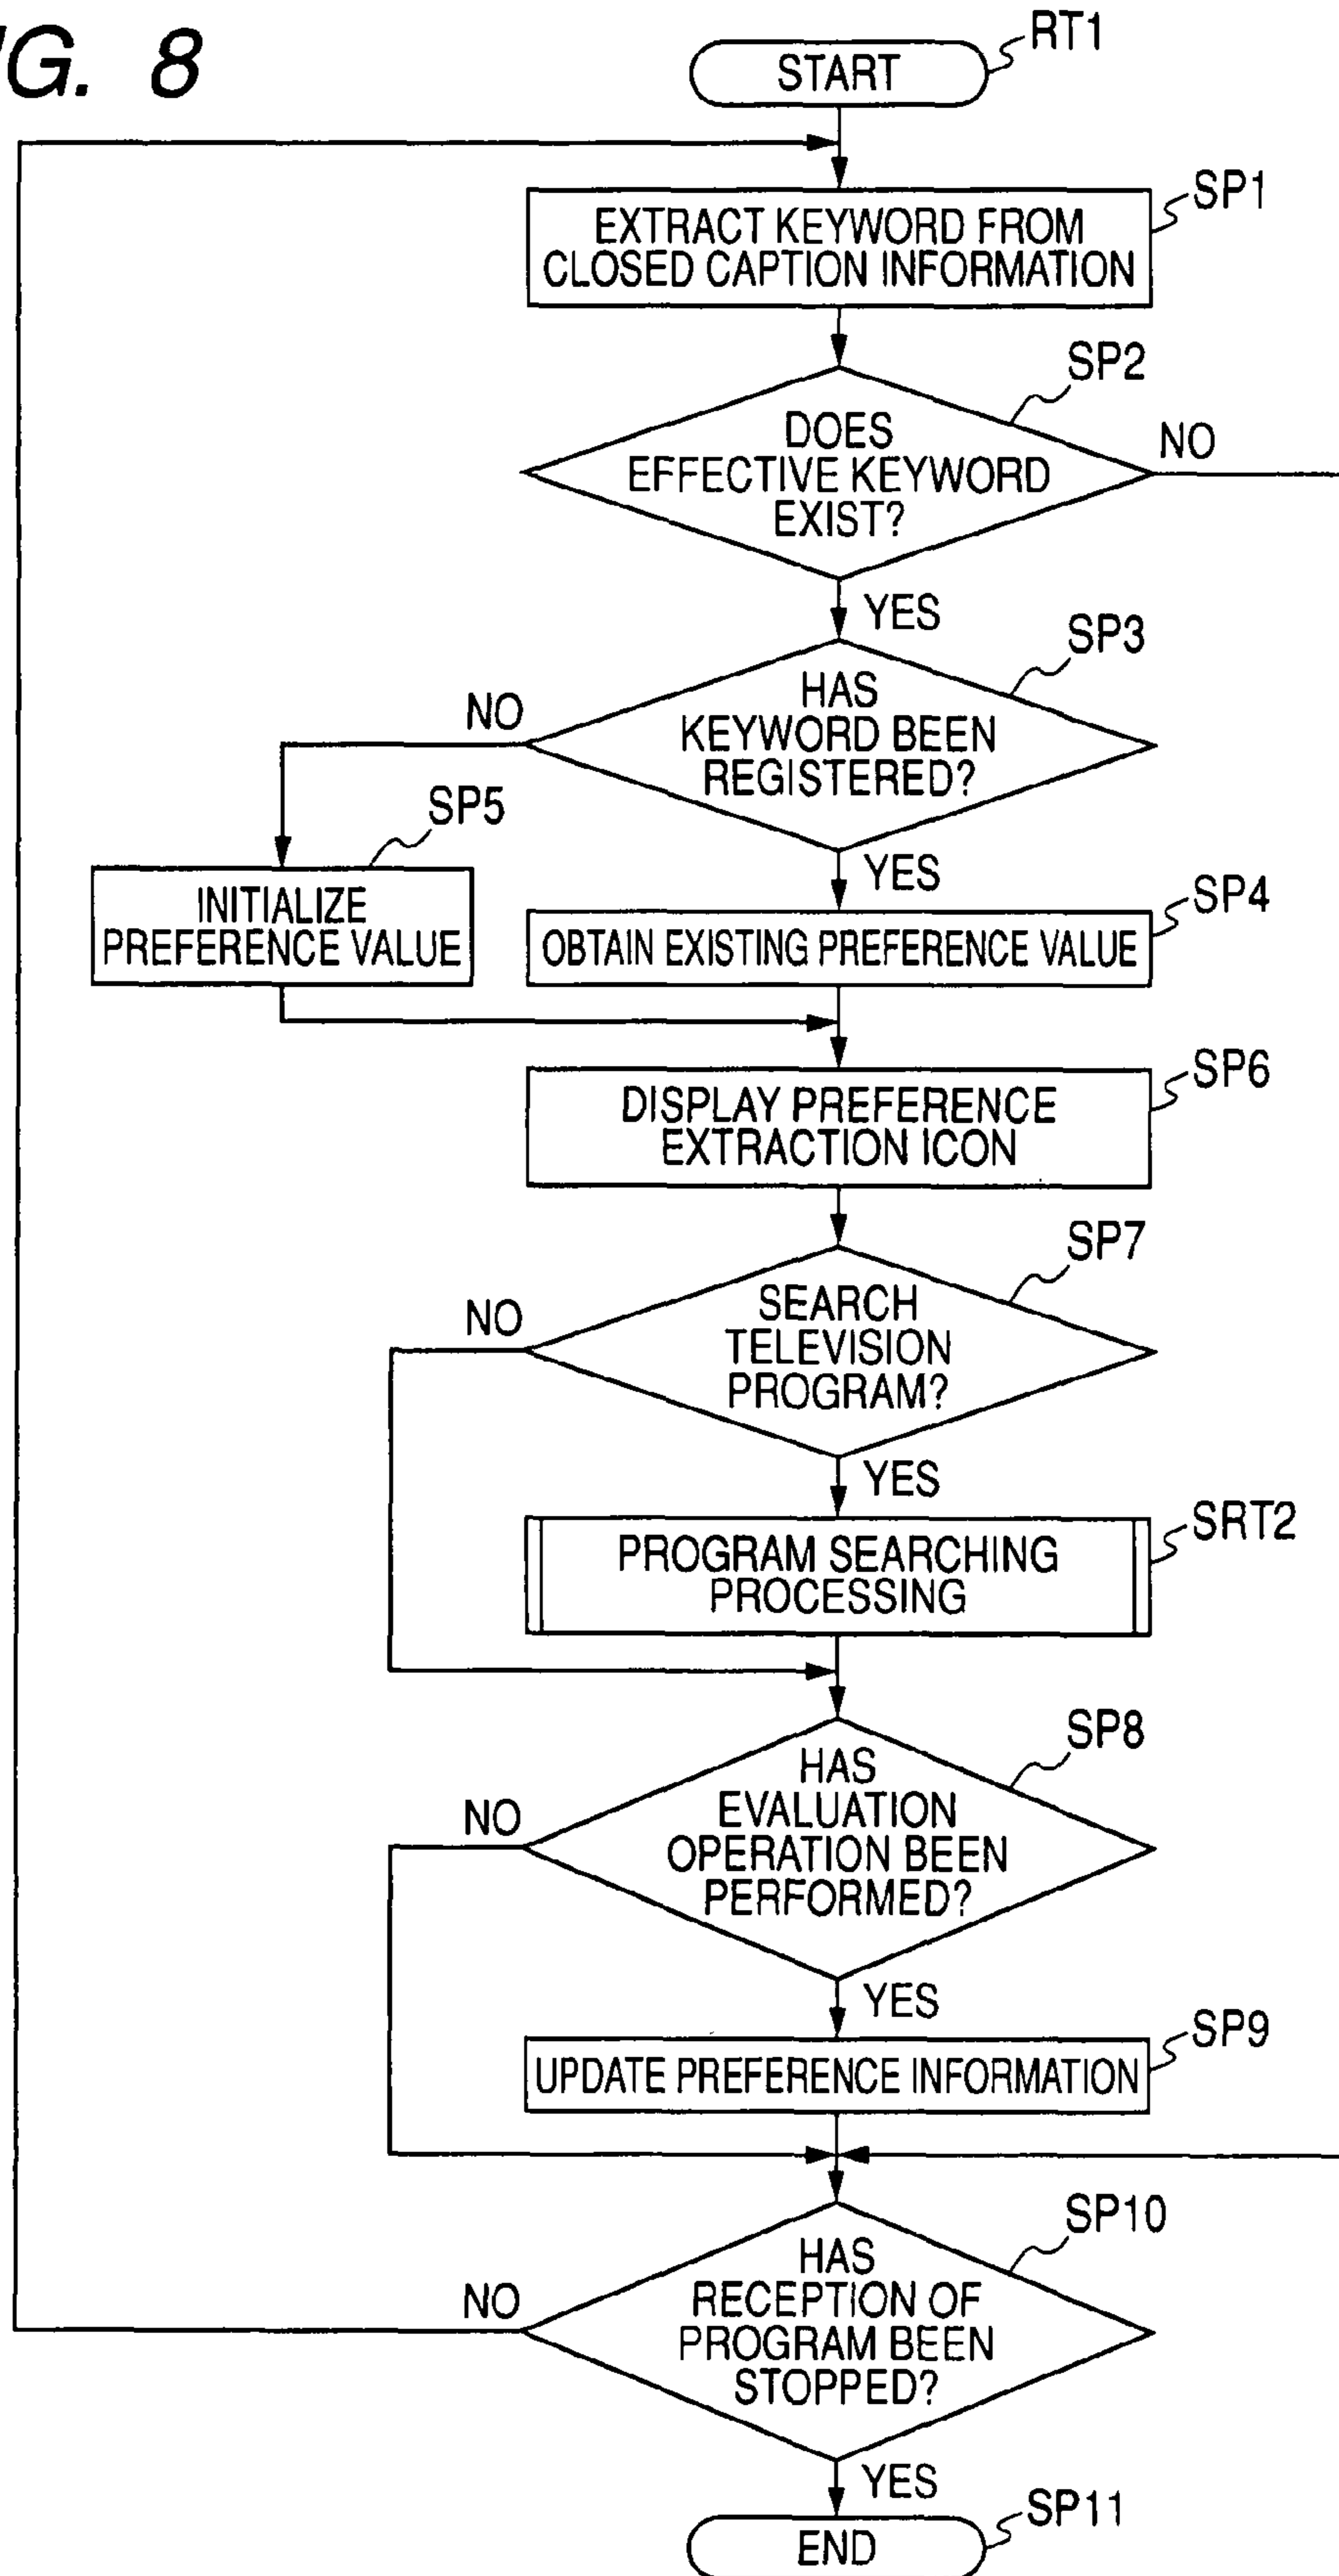 G. 8
START
RT1
EXTRACT KEYWORD FROM
CLOSED CAPTION INFORMATION
SP1
DOES
EFFECTIVE KEYWORD
EXIST?
SP2
NO
YES
HAS
KEYWORD BEEN
REGISTERED?
SP3
NO
YES
INITIALIZE
PREFERENCE VALUE
SP5
OBTAIN EXISTING PREFERENCE VALUE
SP4
DISPLAY PREFERENCE
EXTRACTION ICON
SP6
SEARCH
TELEVISION
PROGRAM?
SP7
NO
YES
PROGRAM SEARCHING
PROCESSING
SRT2
HAS
EVALUATION
OPERATION BEEN
PERFORMED?
SP8
NO
YES
UPDATE PREFERENCE INFORMATION
SP9
HAS
RECEPTION OF
PROGRAM BEEN
STOPPED?
SP10
NO
YES
END
SP11